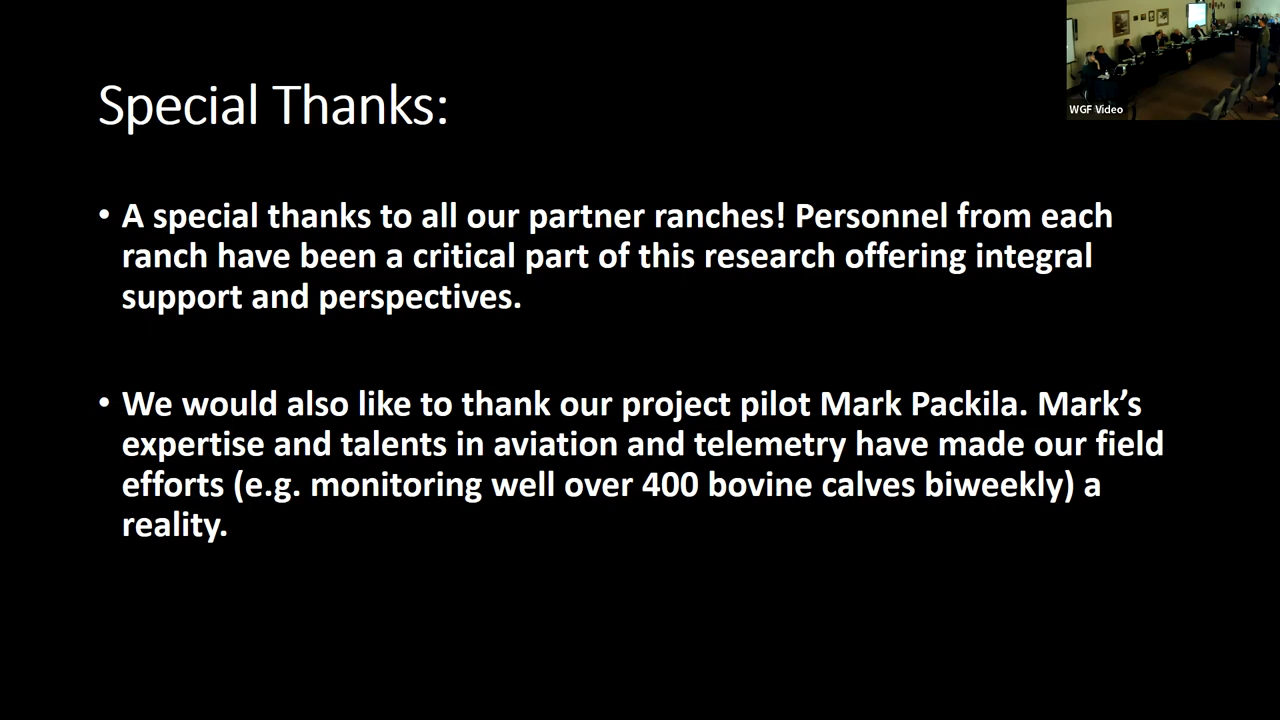 Special Thanks:
WGF Video
• A special thanks to all our partner ranches! Personnel from each
ranch have been a critical part of this research offering integral
support and perspectives.
• We would also like to thank our project pilot Mark Packila. Mark’s
expertise and talents in aviation and telemetry have made our field
efforts (e.g. monitoring well over 400 bovine calves biweekly) a
reality.